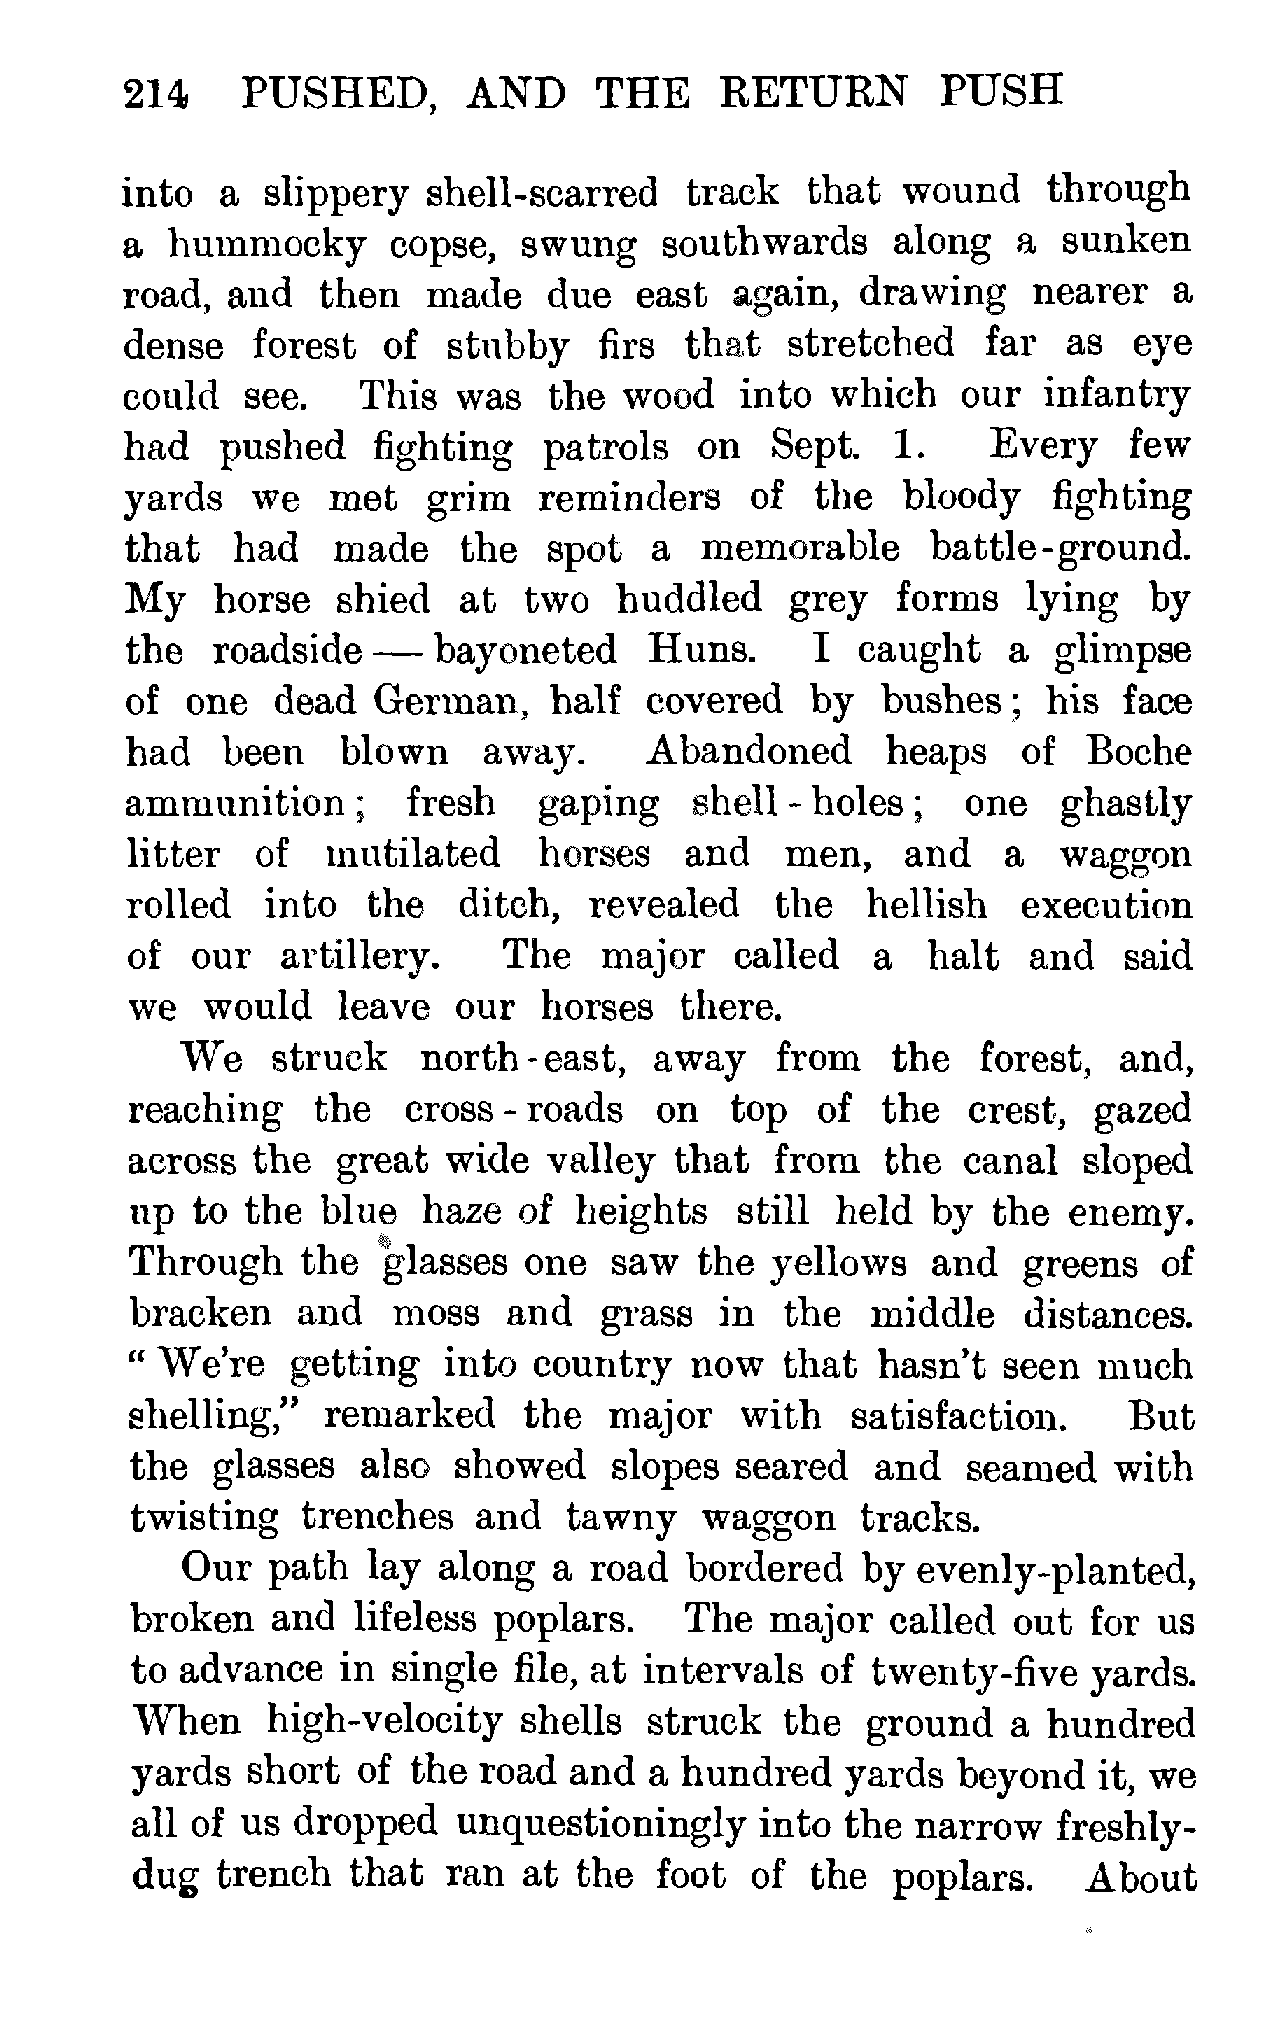 214 PUSHED, AND THE RETURN PUSH
into a slippery shell-scarred track that wound through
a hummocky copse, swung southwards along a sunken
road, and then made due east again, drawing nearer a
dense forest of stubby firs that stretched far as eye
could see. This was the wood into which our infantry
had pushed fighting patrols on Sept. 1. Every few
yards we met grim reminders of the bloody fighting
that had made the spot a memorable battle-ground.
My horse shied at two huddled grey forms lying by
the roadside — bayoneted Huns. I caught a glimpse
of one dead German, half covered by bushes; his face
had been blown away. Abandoned heaps of Boche
ammunition; fresh gaping shell-holes; one ghastly
litter of mutilated horses and men, and a waggon
rolled into the ditch, revealed the hellish execution
of our artillery. The major called a halt and said
we would leave our horses there.
We struck north-east, away from the forest, and,
reaching the cross-roads on top of the crest, gazed
across the great wide valley that from the canal sloped
up to the blue haze of heights still held by the enemy.
Through the glasses one saw the yellows and greens of
bracken and moss and grass in the middle distances.
“We're getting into country now that hasn't seen much
shelling,” remarked the major with satisfaction. But
the glasses also showed slopes seared and seamed with
twisting trenches and tawny waggon tracks.
Our path lay along a road bordered by evenly-planted,
broken and lifeless poplars. The major called out for us
to advance in single file, at intervals of twenty-five yards.
When high-velocity shells struck the ground a hundred
yards short of the road and a hundred yards beyond it, we
all of us dropped unquestioningly into the narrow freshly-
dug trench that ran at the foot of the poplars. About